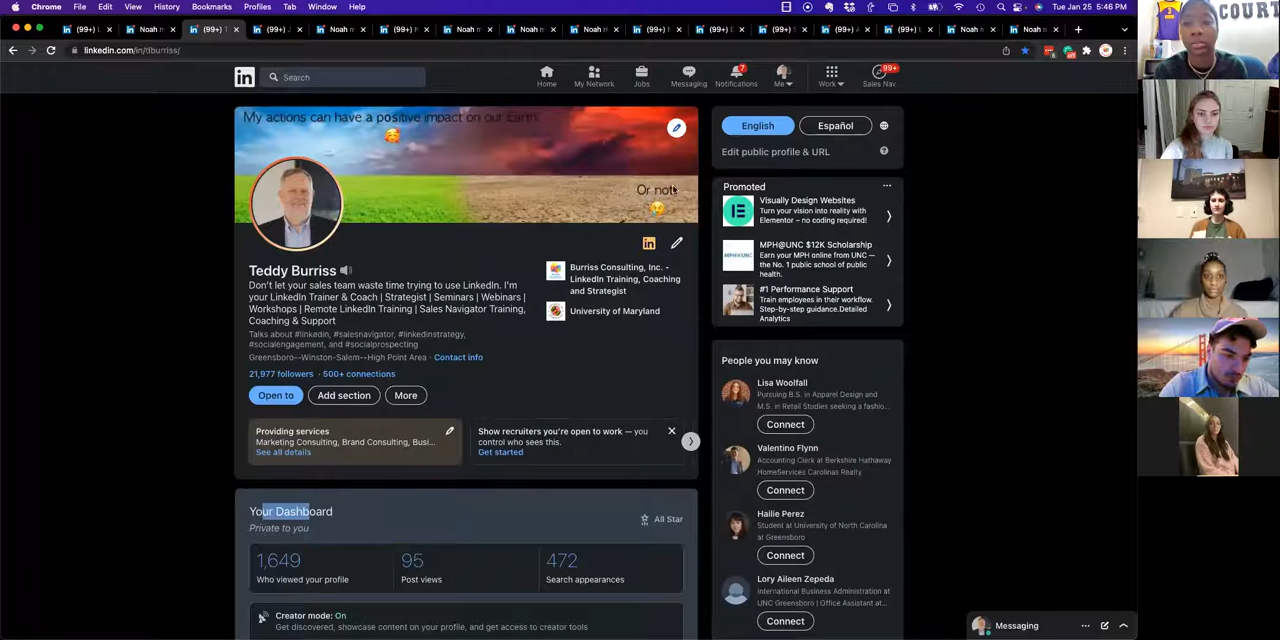 Chrome File Edit View History Bookmarks Profiles Tab Window Help
Tue Jan 25 5:46 PM
linkedin.com/in/tlburriss/
Search
Home
My Network
Jobs
Messaging
7
Notifications
Me
Work
99+
Sales Nav
My actions can have a positive impact on our Earth.
Or not.
Teddy Burriss
Don't let your sales team waste time trying to use LinkedIn. I'm
your LinkedIn Trainer & Coach | Strategist | Seminars | Webinars |
Workshops | Remote LinkedIn Training | Sales Navigator Training,
Coaching & Support
Talks about #linkedin, #salesnavigator, #linkedinstrategy,
#socialengagement, and #socialprospecting
Greensboro--Winston-Salem--High Point Area · Contact info
21,977 followers · 500+ connections
Open to
Add section
More
Burriss Consulting, Inc. -
LinkedIn Training, Coaching
and Strategist
University of Maryland
Providing services
Marketing Consulting, Brand Consulting, Busi...
See all details
Show recruiters you're open to work — you
control who sees this.
Get started
Your Dashboard
Private to you
All Star
1,649
Who viewed your profile
95
Post views
472
Search appearances
Creator mode: On
Get discovered, showcase content on your profile, and get access to creator tools
English
Español
Edit public profile & URL
Promoted
Visually Design Websites
Turn your vision into reality with
Elementor – no coding required!
MPH@UNC $12K Scholarship
Earn your MPH online from UNC —
the No. 1 public school of public
health.
#1 Performance Support
Train employees in their workflow.
Step-by-step guidance.Detailed
Analytics
People you may know
Lisa Woolfall
Pursuing B.S. in Apparel Design and
M.S. in Retail Studies seeking a fashio...
Connect
Valentino Flynn
Accounting Clerk at Berkshire Hathaway
HomeServices Carolinas Realty
Connect
Hailie Perez
Student at University of North Carolina
at Greensboro
Connect
Lory Aileen Zepeda
International Business Administration at
UNC Greensboro | Office Assistant at...
Connect
Messaging
COURT